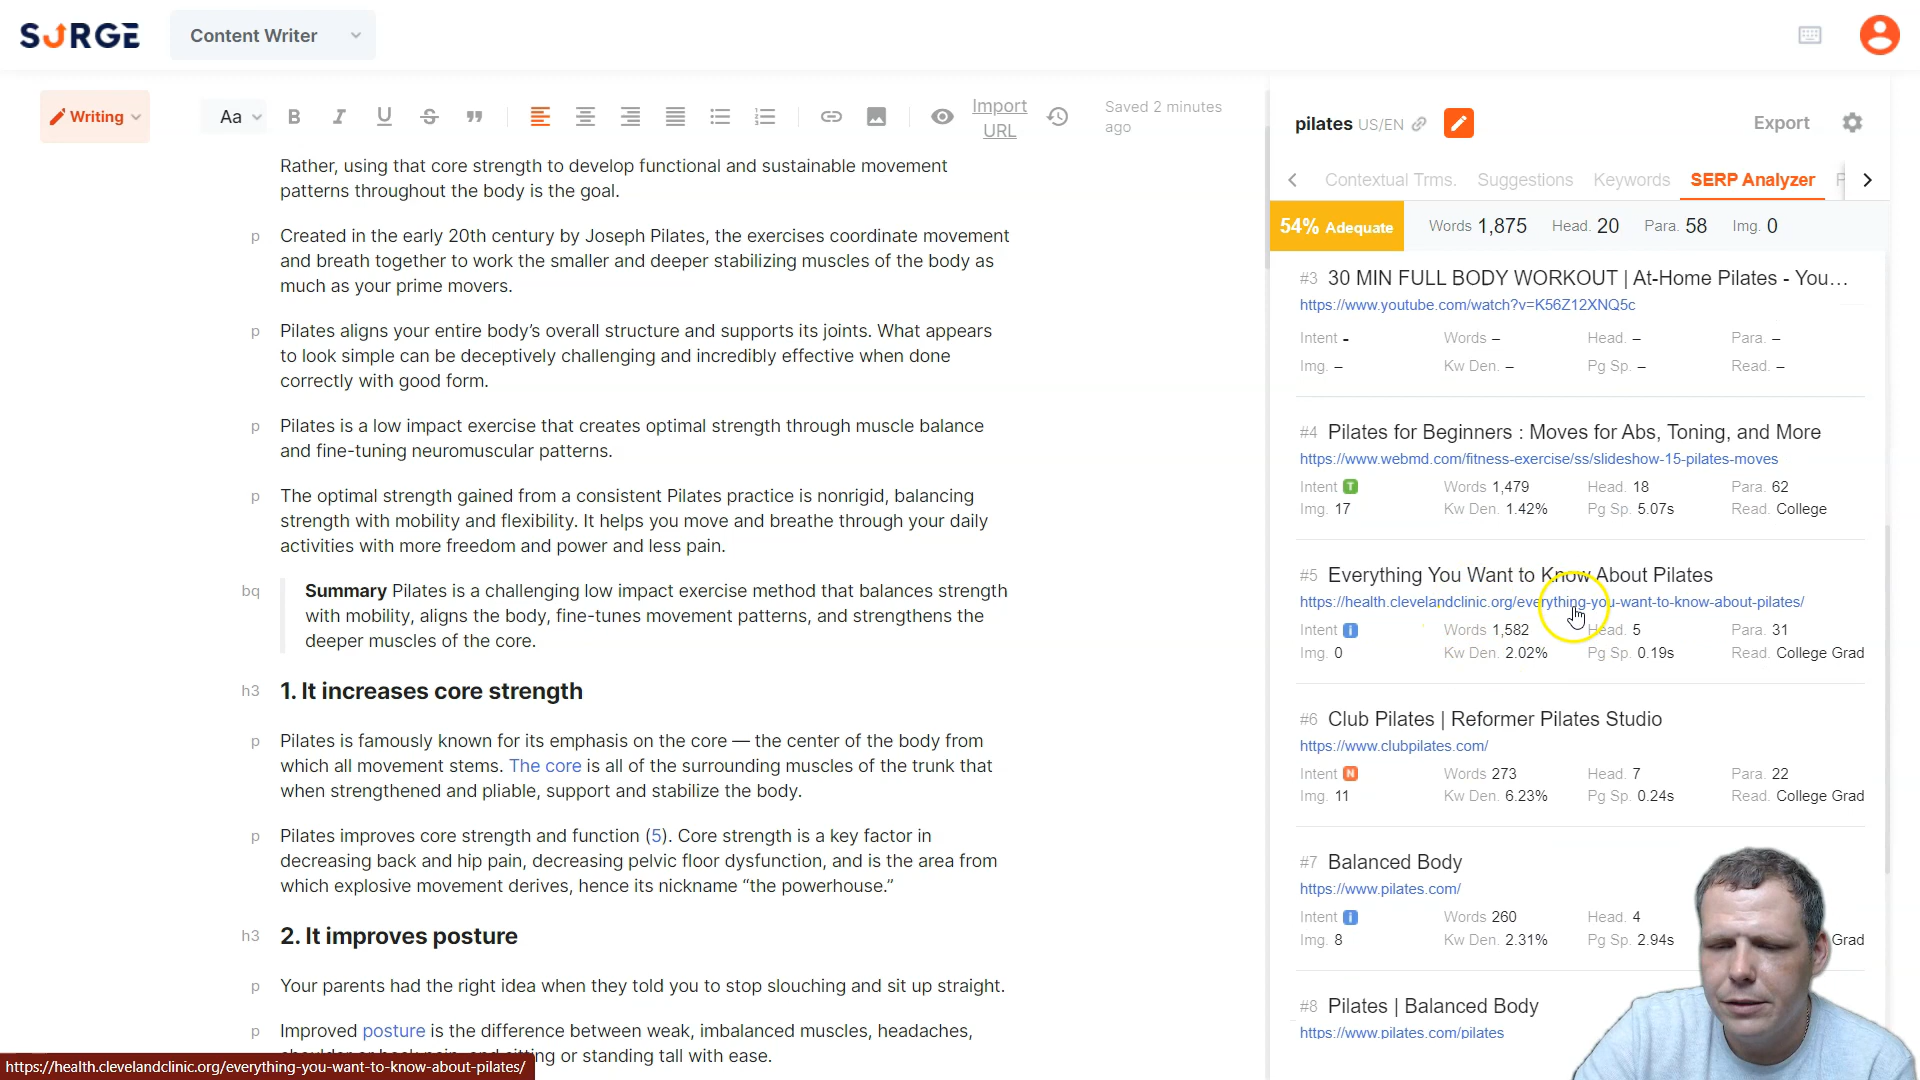 SURGE
Content Writer
Writing
Aa
Import
URL
Saved 2 minutes
ago
Rather, using that core strength to develop functional and sustainable movement
patterns throughout the body is the goal.
p Created in the early 20th century by Joseph Pilates, the exercises coordinate movement
and breath together to work the smaller and deeper stabilizing muscles of the body as
much as your prime movers.
p Pilates aligns your entire body’s overall structure and supports its joints. What appears
to look simple can be deceptively challenging and incredibly effective when done
correctly with good form.
p Pilates is a low impact exercise that creates optimal strength through muscle balance
and fine-tuning neuromuscular patterns.
p The optimal strength gained from a consistent Pilates practice is nonrigid, balancing
strength with mobility and flexibility. It helps you move and breathe through your daily
activities with more freedom and power and less pain.
bq Summary Pilates is a challenging low impact exercise method that balances strength
with mobility, aligns the body, fine-tunes movement patterns, and strengthens the
deeper muscles of the core.
h3 1. It increases core strength
p Pilates is famously known for its emphasis on the core — the center of the body from
which all movement stems. The core is all of the surrounding muscles of the trunk that
when strengthened and pliable, support and stabilize the body.
p Pilates improves core strength and function (5). Core strength is a key factor in
decreasing back and hip pain, decreasing pelvic floor dysfunction, and is the area from
which explosive movement derives, hence its nickname “the powerhouse.”
h3 2. It improves posture
p Your parents had the right idea when they told you to stop slouching and sit up straight.
p Improved posture is the difference between weak, imbalanced muscles, headaches,
or standing tall with ease.
https://health.clevelandclinic.org/everything-you-want-to-know-about-pilates/
pilates US/EN
Export
Contextual Trms. Suggestions Keywords SERP Analyzer
54% Adequate Words 1,875 Head. 20 Para. 58 Img. 0
#3 30 MIN FULL BODY WORKOUT | At-Home Pilates - You...
https://www.youtube.com/watch?v=K56Z12XNQ5c
Intent - Words – Head. – Para. –
Img. – Kw Den. – Pg Sp. – Read. –
#4 Pilates for Beginners : Moves for Abs, Toning, and More
https://www.webmd.com/fitness-exercise/ss/slideshow-15-pilates-moves
Intent T Words 1,479 Head. 18 Para. 62
Img. 17 Kw Den. 1.42% Pg Sp. 5.07s Read. College
#5 Everything You Want to Know About Pilates
https://health.clevelandclinic.org/everything-you-want-to-know-about-pilates/
Intent i Words 1,582 Head. 5 Para. 31
Img. 0 Kw Den. 2.02% Pg Sp. 0.19s Read. College Grad
#6 Club Pilates | Reformer Pilates Studio
https://www.clubpilates.com/
Intent N Words 273 Head. 7 Para. 22
Img. 11 Kw Den. 6.23% Pg Sp. 0.24s Read. College Grad
#7 Balanced Body
https://www.pilates.com/
Intent i Words 260 Head. 4
Img. 8 Kw Den. 2.31% Pg Sp. 2.94s Grad
#8 Pilates | Balanced Body
https://www.pilates.com/pilates